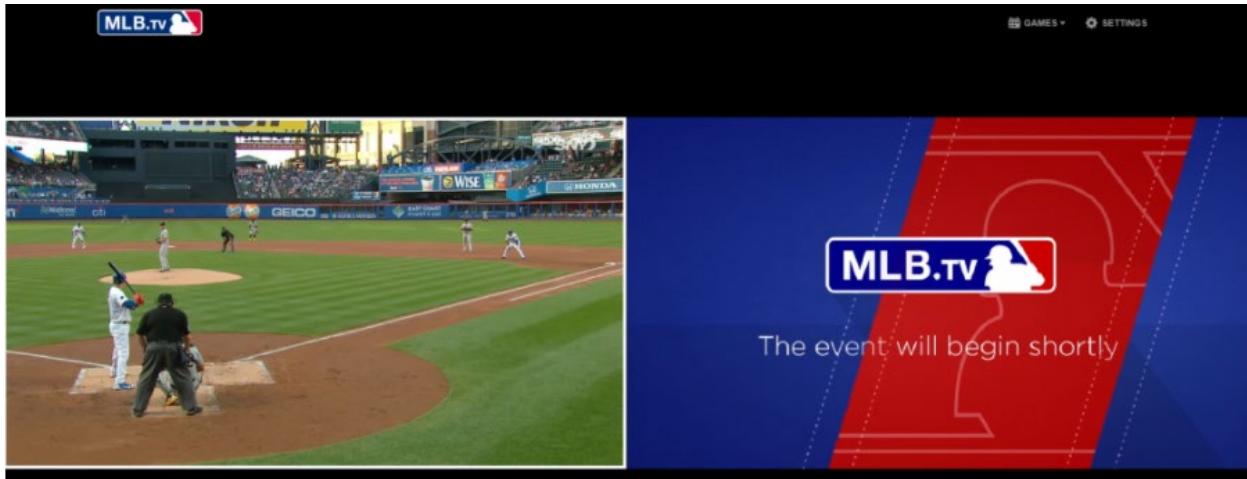 MLB.TV
GAMES
SETTINGS
WISE
HONDA
citi
GEICO
MLB.TV
The event will begin shortly